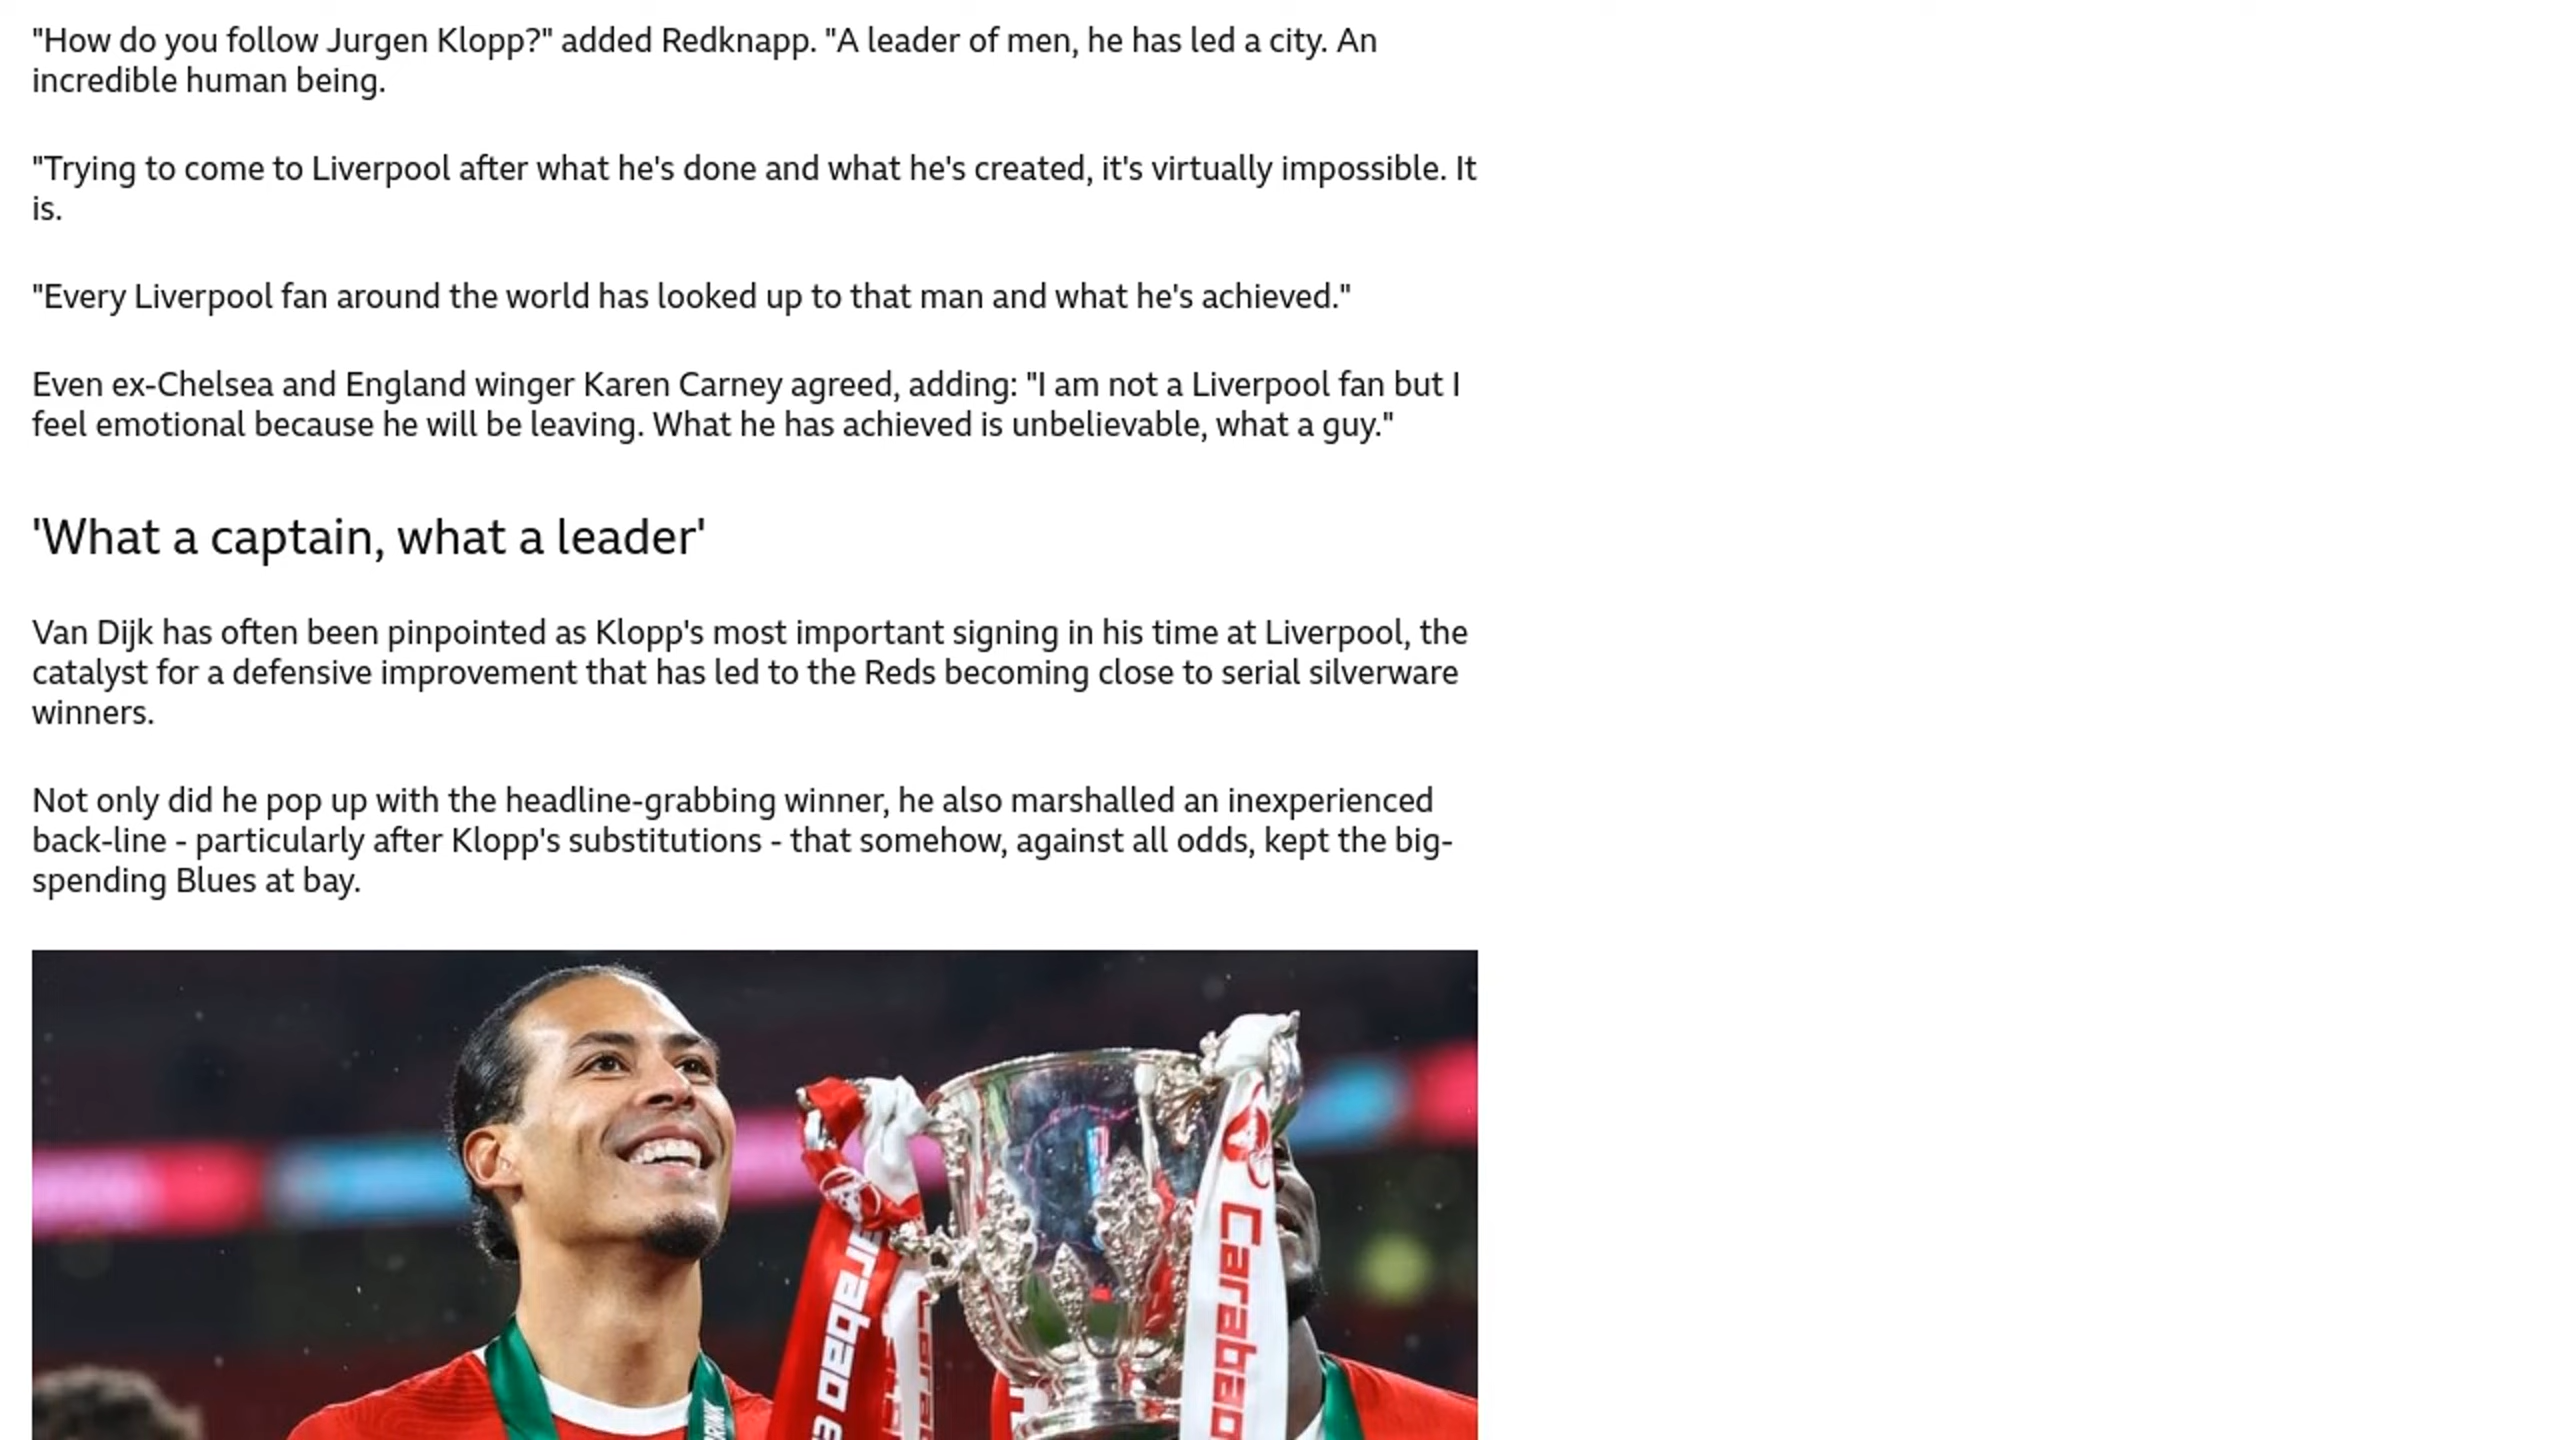 "How do you follow Jurgen Klopp?" added Redknapp. "A leader of men, he has led a city. An
incredible human being.
"Trying to come to Liverpool after what he's done and what he's created, it's virtually impossible. It
is.
"Every Liverpool fan around the world has looked up to that man and what he's achieved."
Even ex-Chelsea and England winger Karen Carney agreed, adding: "I am not a Liverpool fan but I
feel emotional because he will be leaving. What he has achieved is unbelievable, what a guy."
'What a captain, what a leader'
Van Dijk has often been pinpointed as Klopp's most important signing in his time at Liverpool, the
catalyst for a defensive improvement that has led to the Reds becoming close to serial silverware
winners.
Not only did he pop up with the headline-grabbing winner, he also marshalled an inexperienced
back-line - particularly after Klopp's substitutions - that somehow, against all odds, kept the big-
spending Blues at bay.
arabao
Carabao